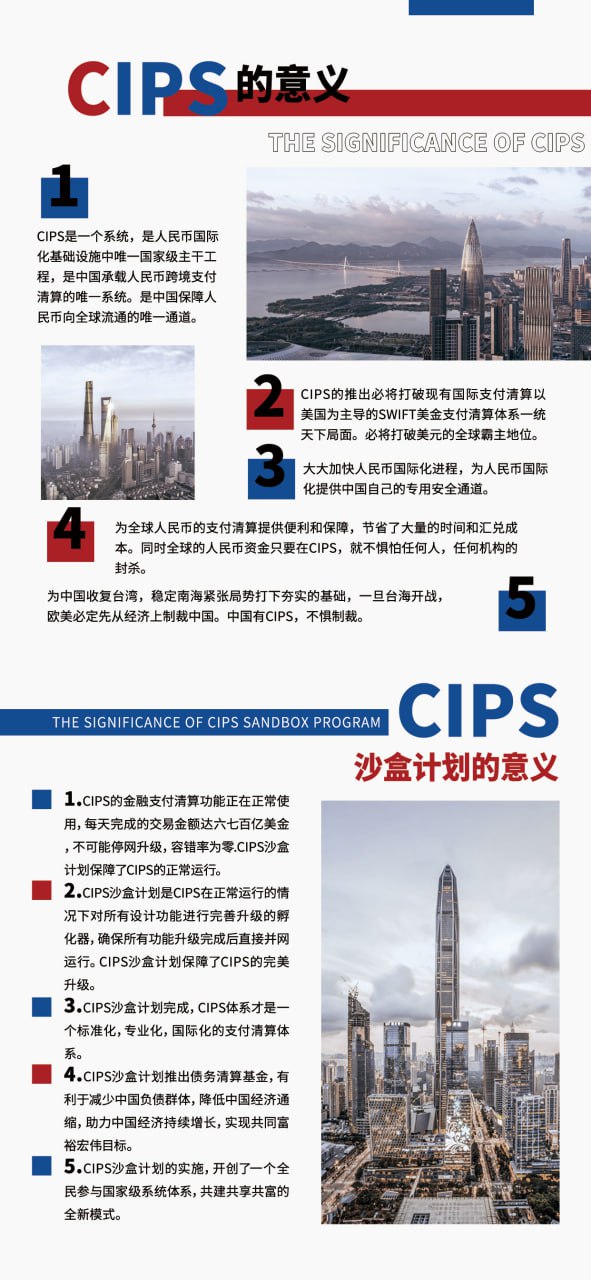 CIPS的意义
THE SIGNIFICANCE OF CIPS
1
CIPS是一个系统，是人民币国际
化基础设施中唯一国家级主干工
程，是中国承载人民币跨境支付
清算的唯一系统。是中国保障人
民币向全球流通的唯一通道。
2
CIPS的推出必将打破现有国际支付清算以
美国为主导的SWIFT美金支付清算体系一统
天下局面。必将打破美元的全球霸主地位。
3
大大加快人民币国际化进程，为人民币国际
化提供中国自己的专用安全通道。
4
为全球人民币的支付清算提供便利和保障，节省了大量的时间和汇兑成
本。同时全球的人民币资金只要在CIPS，就不惧怕任何人，任何机构的
封杀。
5
为中国收复台湾，稳定南海紧张局势打下夯实的基础，一旦台海开战，
欧美必定先从经济上制裁中国。中国有CIPS，不惧制裁。
THE SIGNIFICANCE OF CIPS SANDBOX PROGRAM
CIPS
沙盒计划的意义
1.CIPS的金融支付清算功能正在正常使
用，每天完成的交易金额达六七百亿美金
，不可能停网升级，容错率为零.CIPS沙盒
计划保障了CIPS的正常运行。
2.CIPS沙盒计划是CIPS在正常运行的情
况下对所有设计功能进行完善升级的孵
化器，确保所有功能升级完成后直接并网
运行。CIPS沙盒计划保障了CIPS的完美
升级。
3.CIPS沙盒计划完成，CIPS体系才是一
个标准化，专业化，国际化的支付清算体
系。
4.CIPS沙盒计划推出债务清算基金，有
利于减少中国负债群体，降低中国经济通
缩，助力中国经济持续增长，实现共同富
裕宏伟目标。
5.CIPS沙盒计划的实施，开创了一个全
民参与国家级系统体系，共建共享共富的
全新模式。